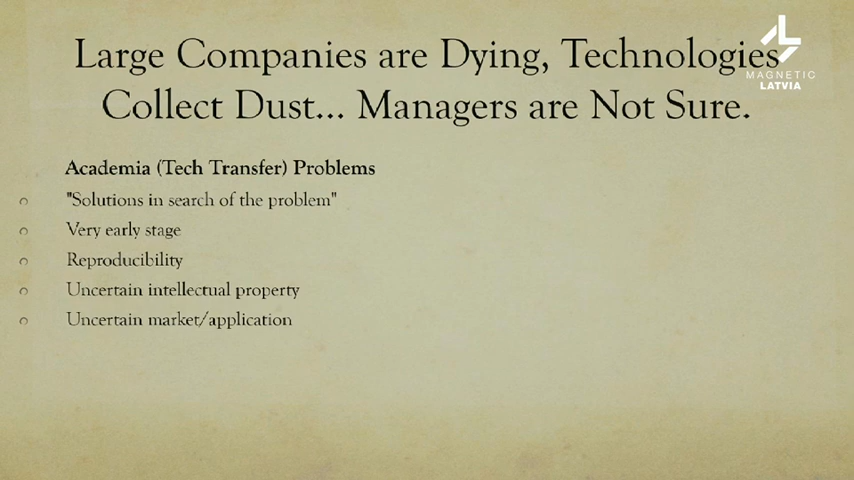 Large Companies are Dying, Technologies
Collect Dust... Managers are Not Sure.
MAGNETIC
LATVIA
Academia (Tech Transfer) Problems
"Solutions in search of the problem"
Very early stage
Reproducibility
Uncertain intellectual property
Uncertain market/application